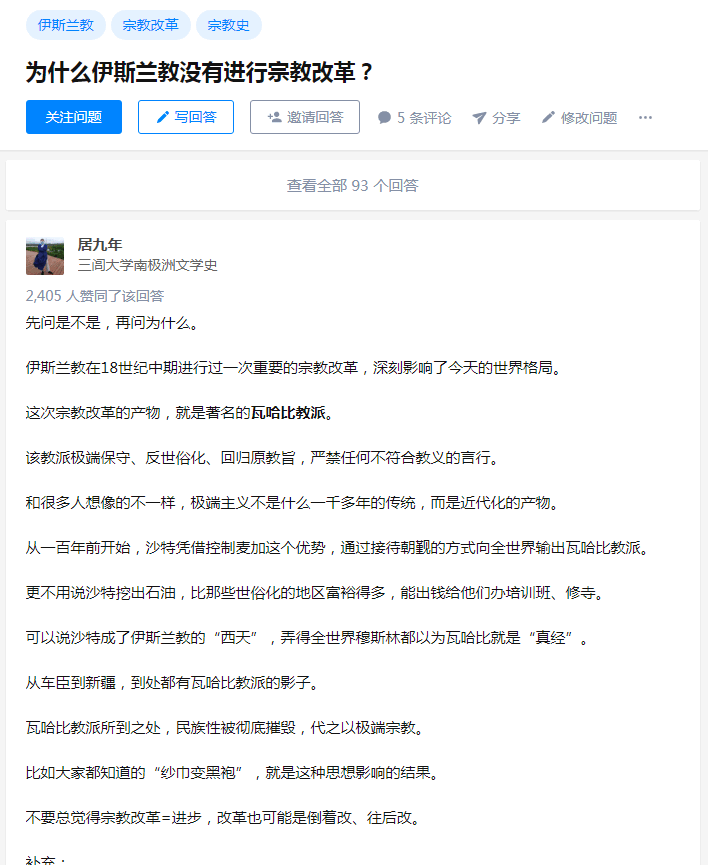 伊斯兰教 宗教改革 宗教史
为什么伊斯兰教没有进行宗教改革？
关注问题 写回答 邀请回答 5 条评论 分享 修改问题 ···
查看全部 93 个回答
居九年
三闾大学南极洲文学史
2,405 人赞同了该回答
先问是不是，再问为什么。
伊斯兰教在18世纪中期进行过一次重要的宗教改革，深刻影响了今天的世界格局。
这次宗教改革的产物，就是著名的瓦哈比教派。
该教派极端保守、反世俗化、回归原教旨，严禁任何不符合教义的言行。
和很多人想像的不一样，极端主义不是什么一千多年的传统，而是近代化的产物。
从一百年前开始，沙特凭借控制麦加这个优势，通过接待朝觐的方式向全世界输出瓦哈比教派。
更不用说沙特挖出石油，比那些世俗化的地区富裕得多，能出钱给他们办培训班、修寺。
可以说沙特成了伊斯兰教的“西天”，弄得全世界穆斯林都以为瓦哈比就是“真经”。
从车臣到新疆，到处都有瓦哈比教派的影子。
瓦哈比教派所到之处，民族性被彻底摧毁，代之以极端宗教。
比如大家都知道的“纱巾变黑袍”，就是这种思想影响的结果。
不要总觉得宗教改革=进步，改革也可能是倒着改、往后改。
补充：